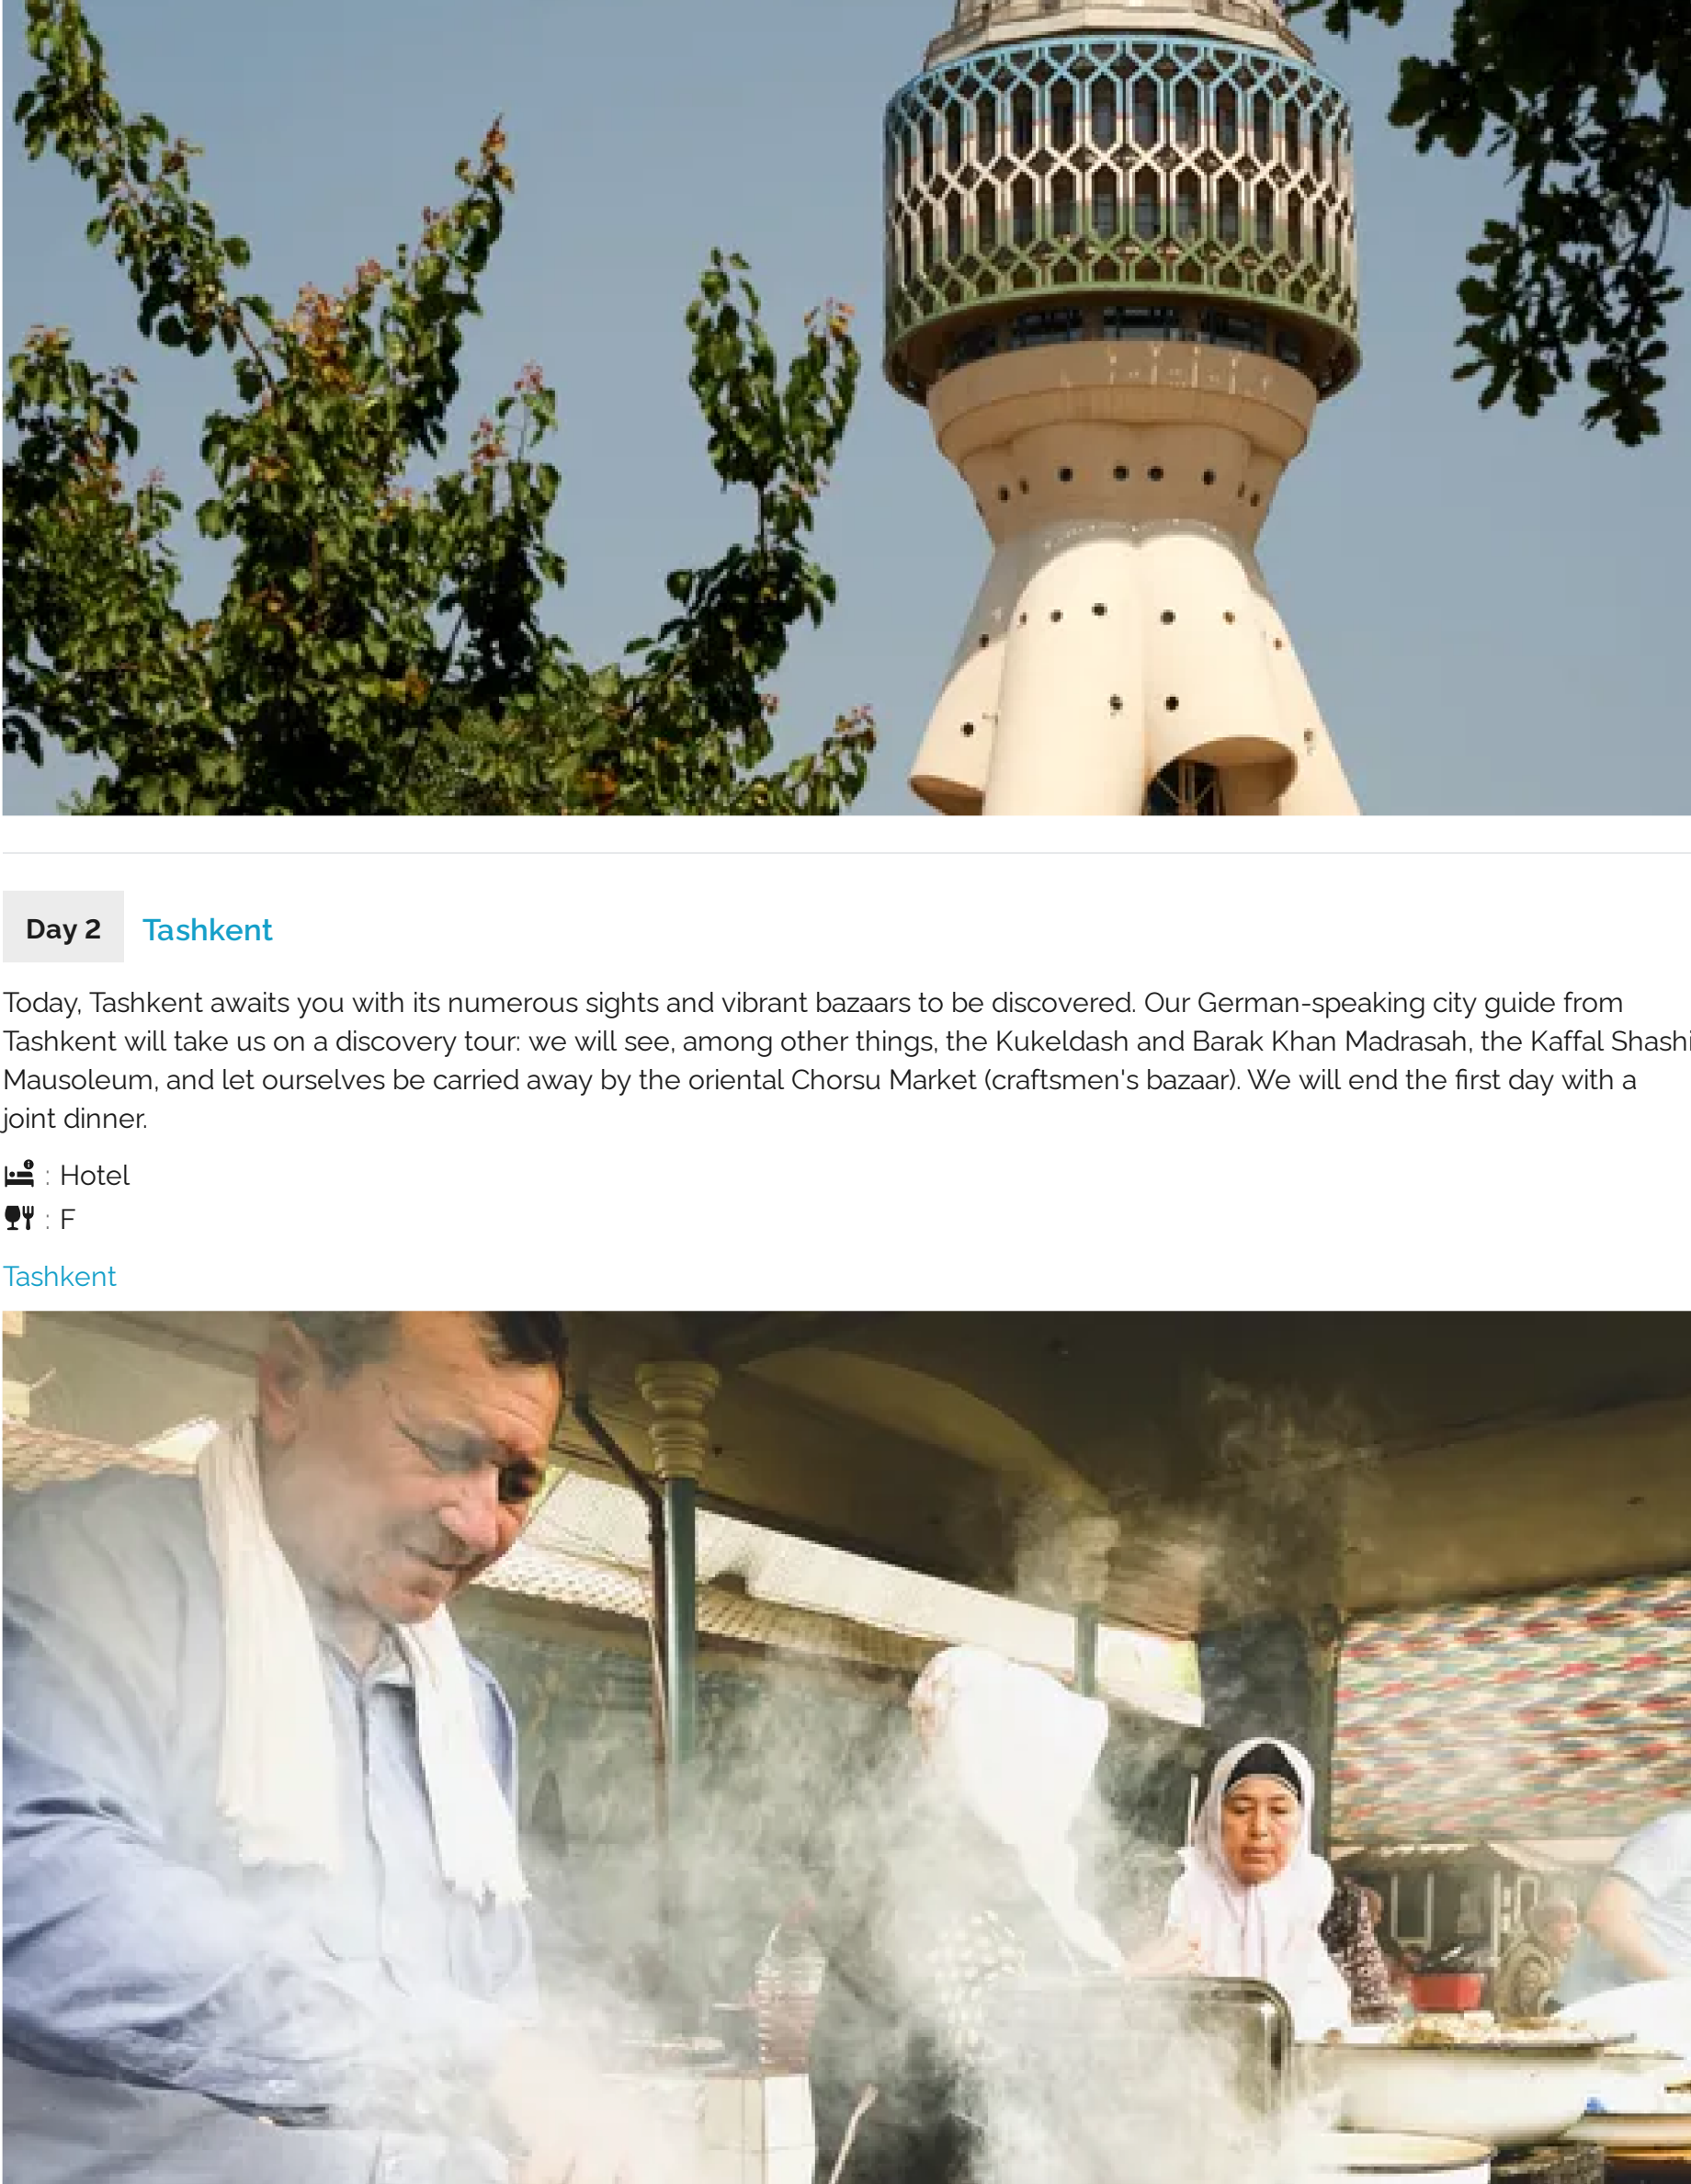 Day 2 Tashkent
Today, Tashkent awaits you with its numerous sights and vibrant bazaars to be discovered. Our German-speaking city guide from
Tashkent will take us on a discovery tour: we will see, among other things, the Kukeldash and Barak Khan Madrasah, the Kaffal Shashi
Mausoleum, and let ourselves be carried away by the oriental Chorsu Market (craftsmen's bazaar). We will end the first day with a
joint dinner.
: Hotel
: F
Tashkent